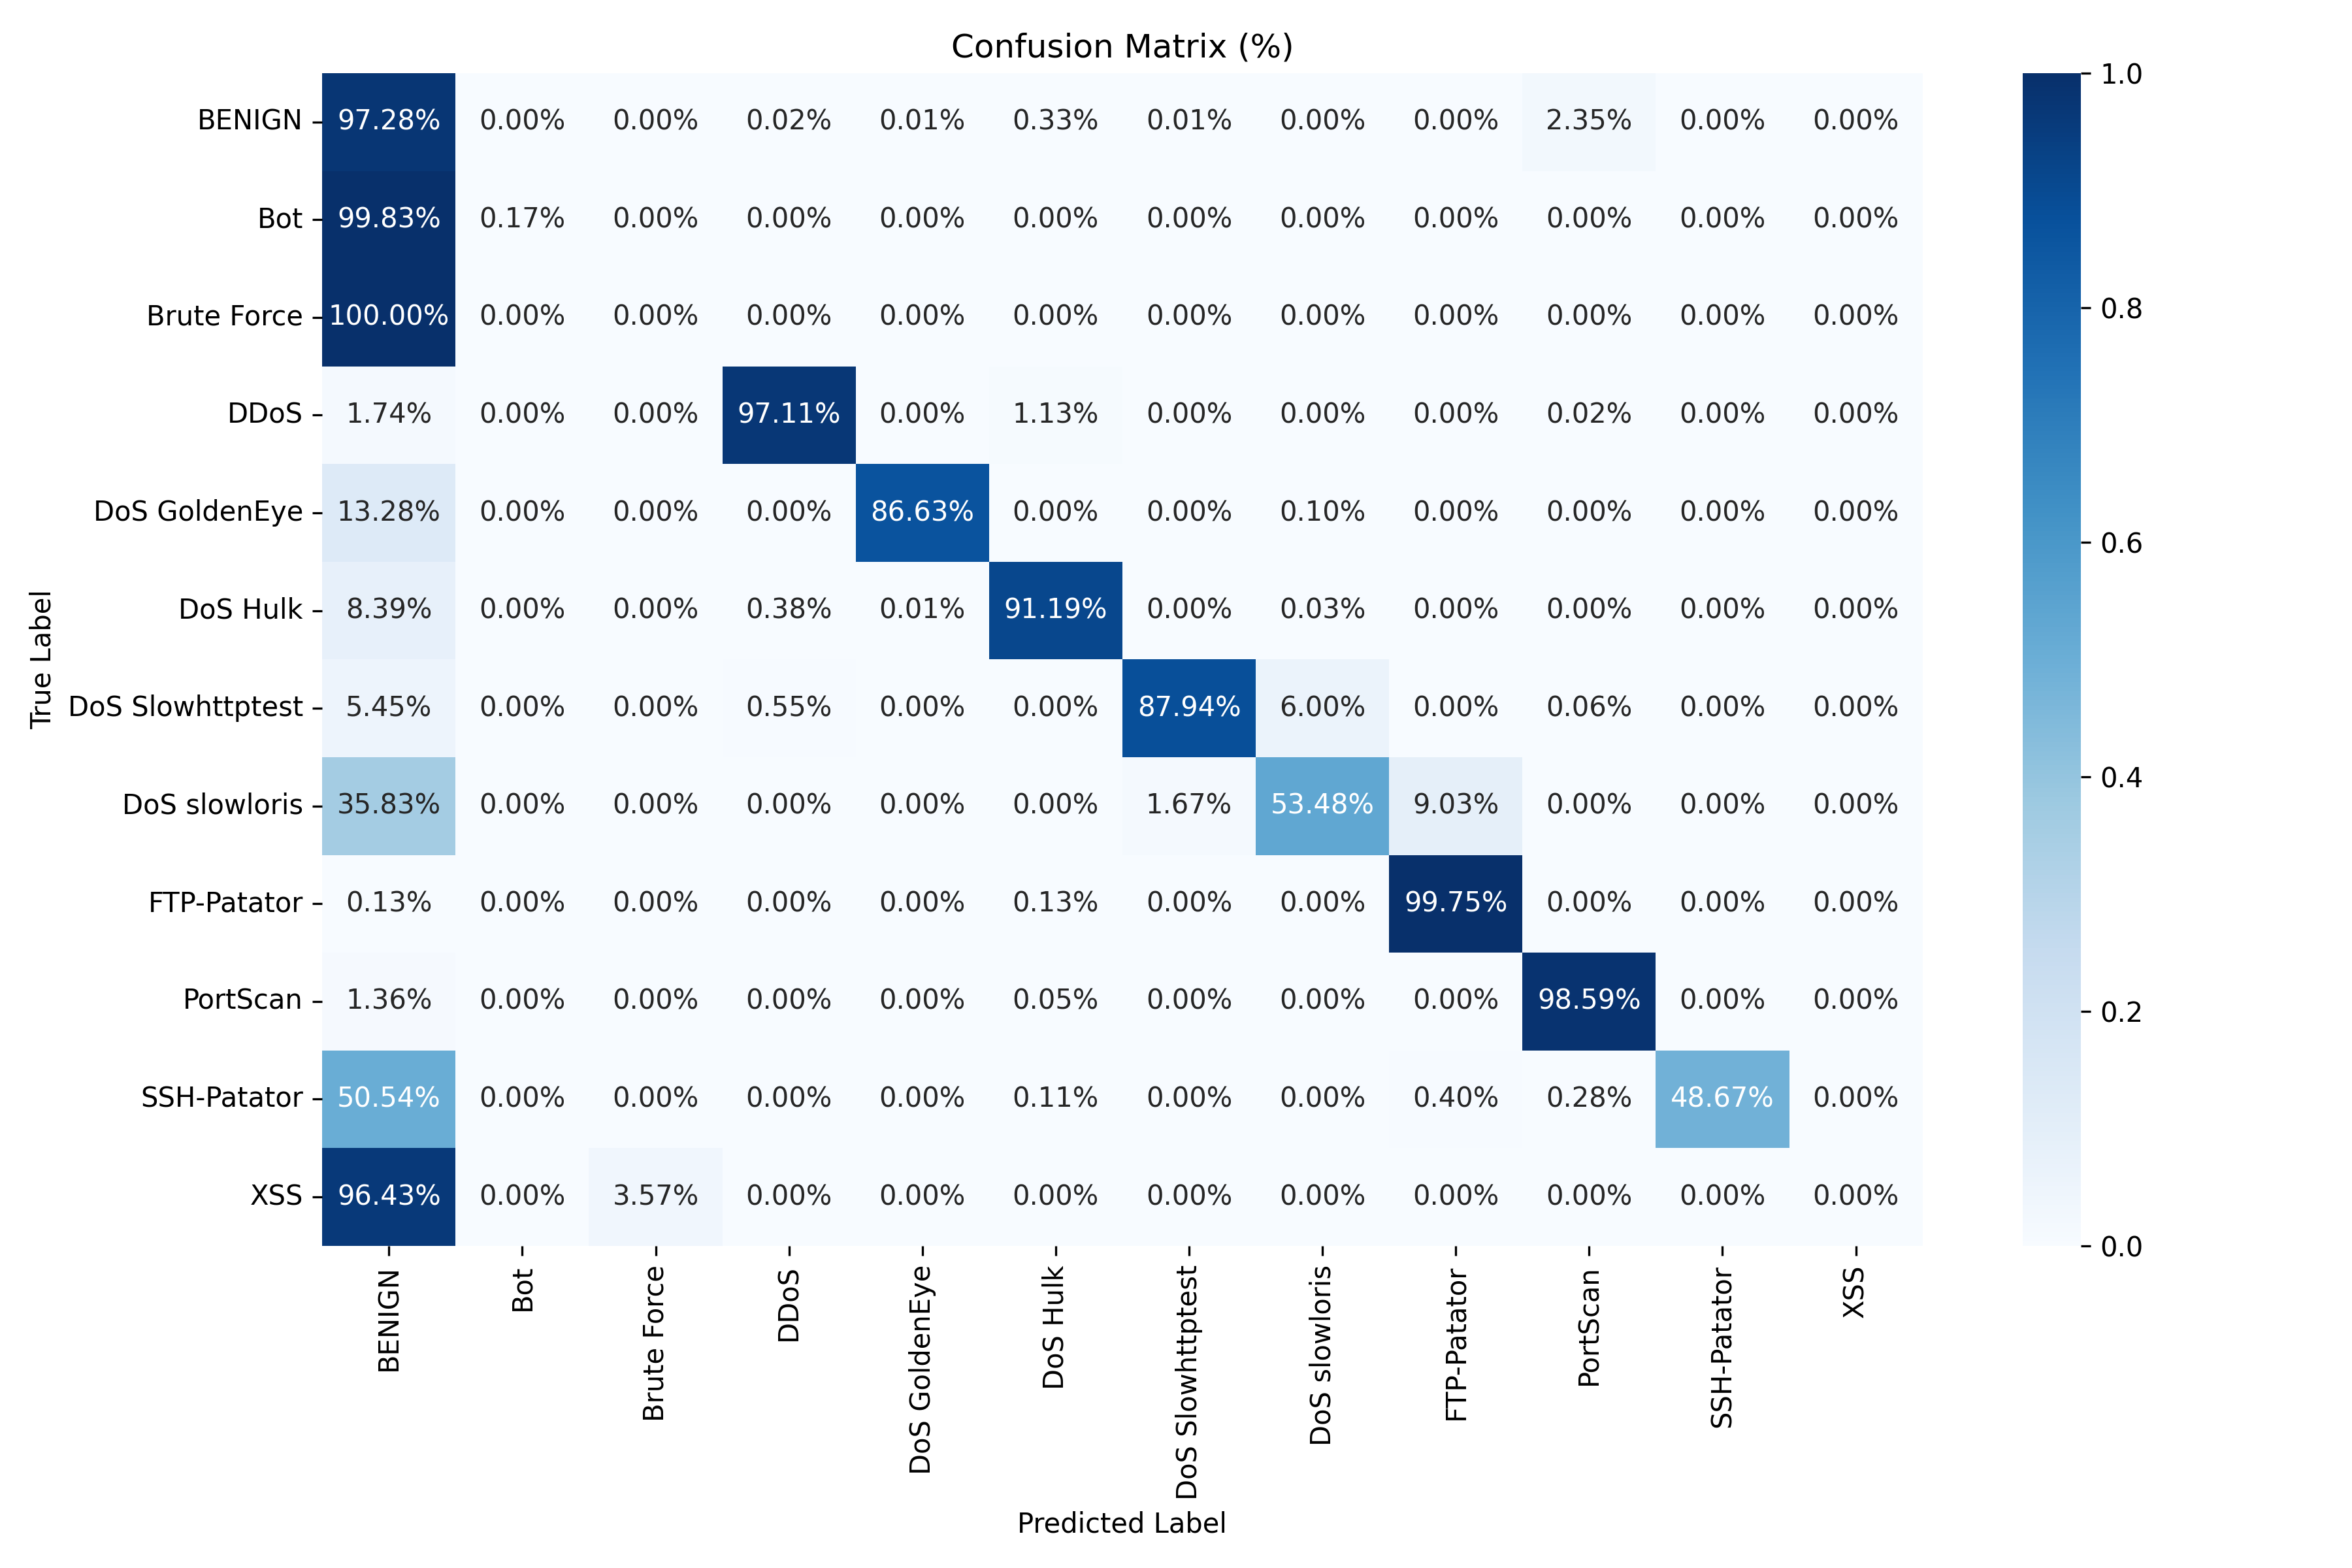 Confusion Matrix (%)
BENIGN 97.28% 0.00% 0.00% 0.02% 0.01% 0.33% 0.01% 0.00% 0.00% 2.35% 0.00% 0.00%
Bot 99.83% 0.17% 0.00% 0.00% 0.00% 0.00% 0.00% 0.00% 0.00% 0.00% 0.00% 0.00%
Brute Force 100.00% 0.00% 0.00% 0.00% 0.00% 0.00% 0.00% 0.00% 0.00% 0.00% 0.00% 0.00%
DDoS 1.74% 0.00% 0.00% 97.11% 0.00% 1.13% 0.00% 0.00% 0.00% 0.02% 0.00% 0.00%
DoS GoldenEye 13.28% 0.00% 0.00% 0.00% 86.63% 0.00% 0.00% 0.10% 0.00% 0.00% 0.00% 0.00%
DoS Hulk 8.39% 0.00% 0.00% 0.38% 0.01% 91.19% 0.00% 0.03% 0.00% 0.00% 0.00% 0.00%
DoS Slowhttptest 5.45% 0.00% 0.00% 0.55% 0.00% 0.00% 87.94% 6.00% 0.00% 0.06% 0.00% 0.00%
DoS slowloris 35.83% 0.00% 0.00% 0.00% 0.00% 0.00% 1.67% 53.48% 9.03% 0.00% 0.00% 0.00%
FTP-Patator 0.13% 0.00% 0.00% 0.00% 0.00% 0.13% 0.00% 0.00% 99.75% 0.00% 0.00% 0.00%
PortScan 1.36% 0.00% 0.00% 0.00% 0.00% 0.05% 0.00% 0.00% 0.00% 98.59% 0.00% 0.00%
SSH-Patator 50.54% 0.00% 0.00% 0.00% 0.00% 0.11% 0.00% 0.00% 0.40% 0.28% 48.67% 0.00%
XSS 96.43% 0.00% 3.57% 0.00% 0.00% 0.00% 0.00% 0.00% 0.00% 0.00% 0.00% 0.00%
True Label
BENIGN
Bot
Brute Force
DDoS
DoS GoldenEye
DoS Hulk
DoS Slowhttptest
DoS slowloris
FTP-Patator
PortScan
SSH-Patator
XSS
Predicted Label
1.0
0.8
0.6
0.4
0.2
0.0